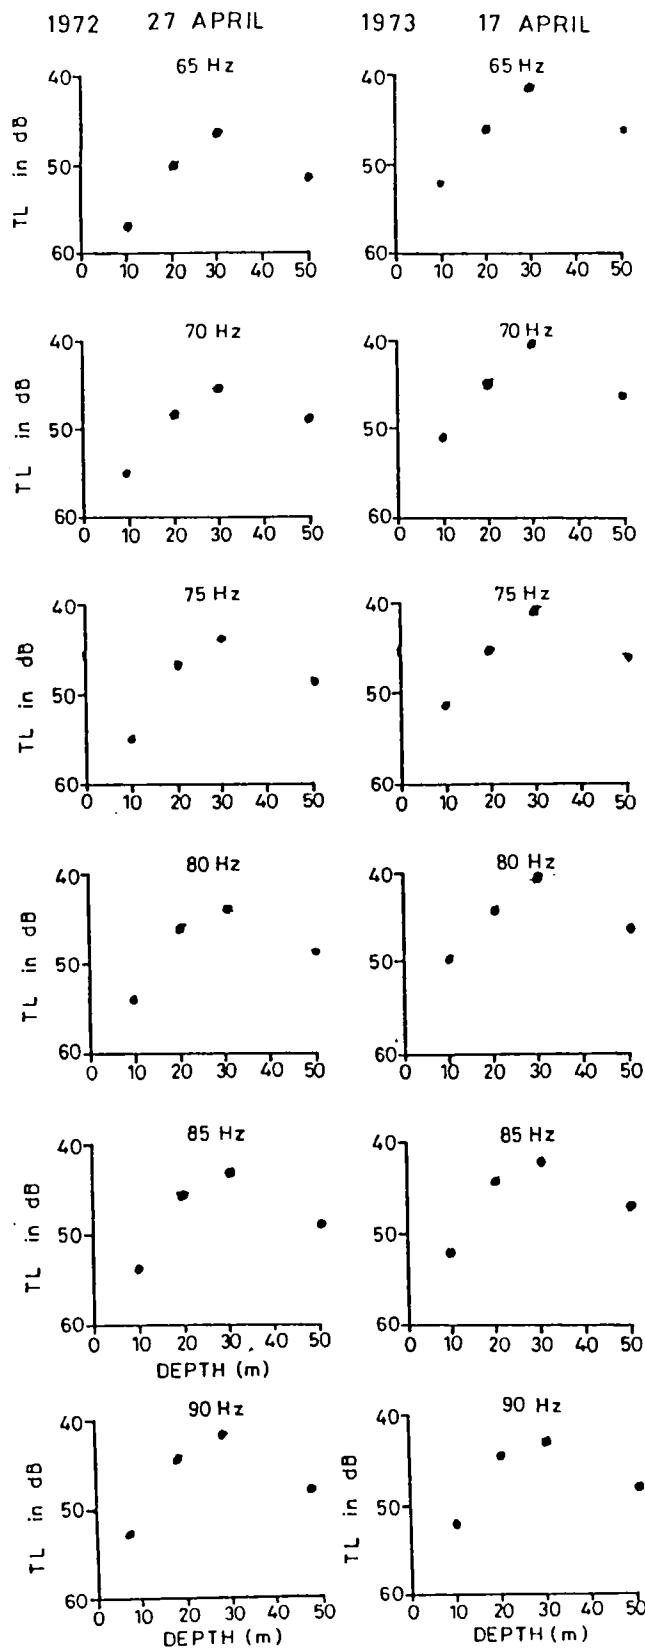 1972 27 APRIL 1973 17 APRIL
65 Hz 65 Hz
40 40
TL in dB 50 50
60 60
0 10 20 30 40 50 0 10 20 30 40 50
70 Hz 70 Hz
40 40
TL in dB 50 50
60 60
0 10 20 30 40 50 0 10 20 30 40 50
75 Hz 75 Hz
40 40
TL in dB 50 50
60 60
0 10 20 30 40 50 0 10 20 30 40 50
80 Hz 80 Hz
40 40
TL in dB 50 50
60 60
0 10 20 30 40 50 0 10 20 30 40 50
85 Hz 85 Hz
40 40
TL in dB 50 50
60 60
0 10 20 30 40 50 0 10 20 30 40 50
DEPTH (m)
90 Hz 90 Hz
40 40
TL in dB 50 TL in dB 50
60 60
0 10 20 30 40 50 0 10 20 30 40 50
DEPTH (m) DEPTH (m)